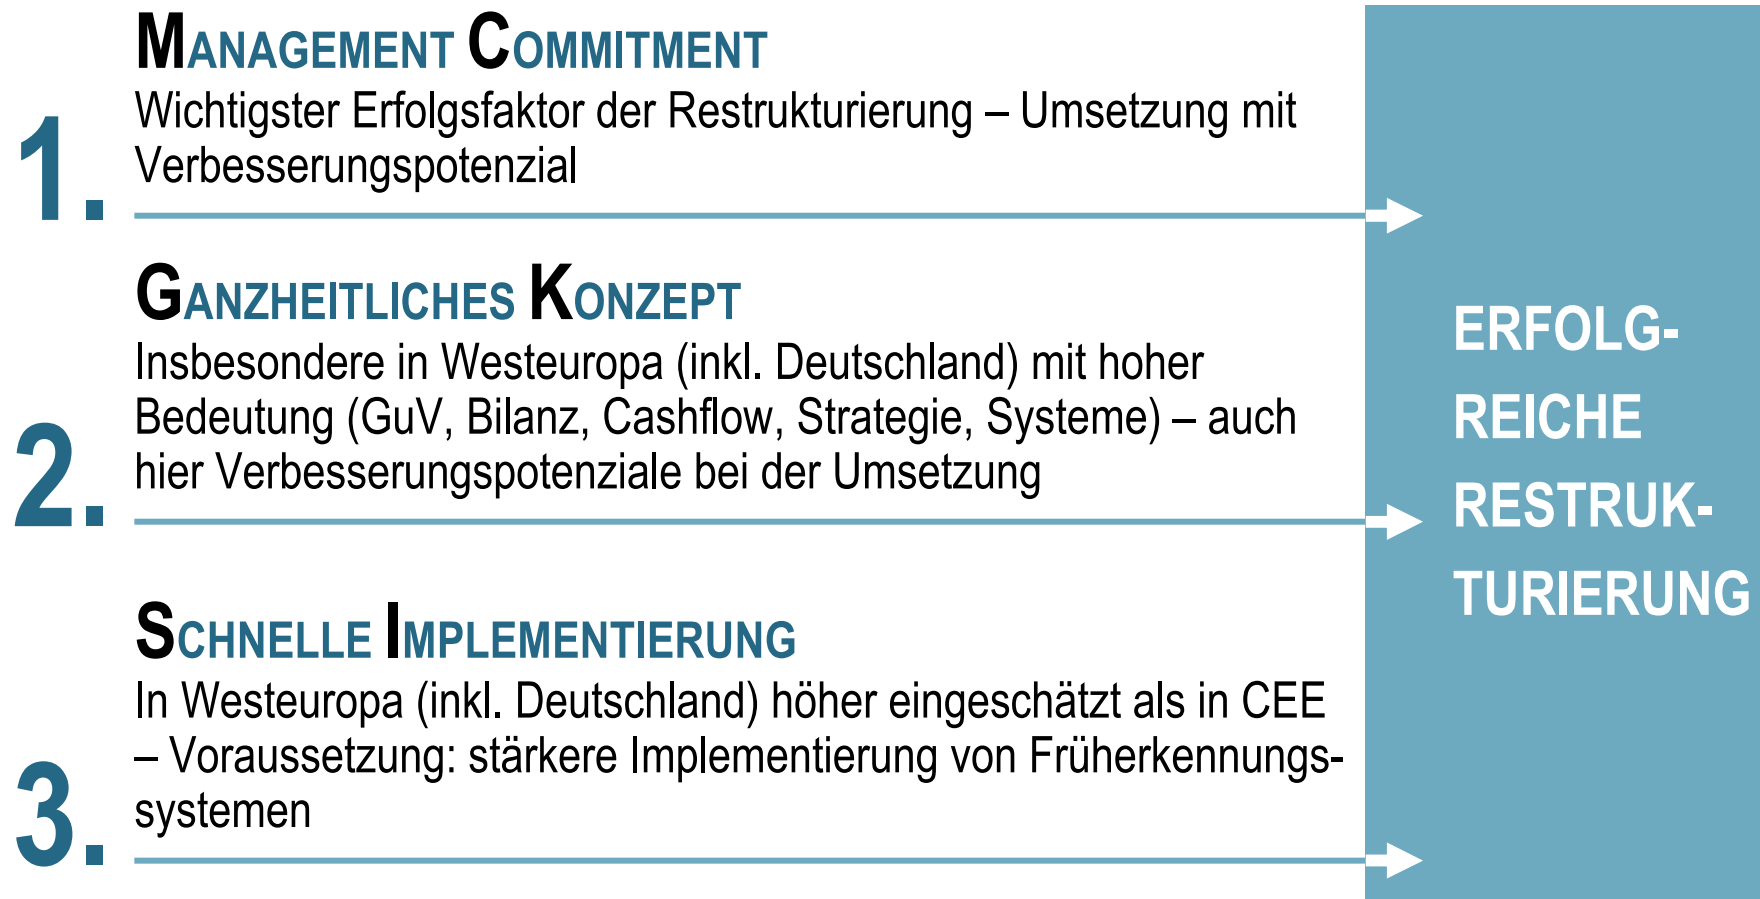 MANAGEMENT COMMITMENT
Wichtigster Erfolgsfaktor der Restrukturierung – Umsetzung mit
Verbesserungspotenzial
1.
GANZHEITLICHES KONZEPT
Insbesondere in Westeuropa (inkl. Deutschland) mit hoher
Bedeutung (GuV, Bilanz, Cashflow, Strategie, Systeme) – auch
hier Verbesserungspotenziale bei der Umsetzung
2.
SCHNELLE IMPLEMENTIERUNG
In Westeuropa (inkl. Deutschland) höher eingeschätzt als in CEE
– Voraussetzung: stärkere Implementierung von Früherkennungs-
systemen
3.
ERFOLG-
REICHE
RESTRUK-
TURIERUNG